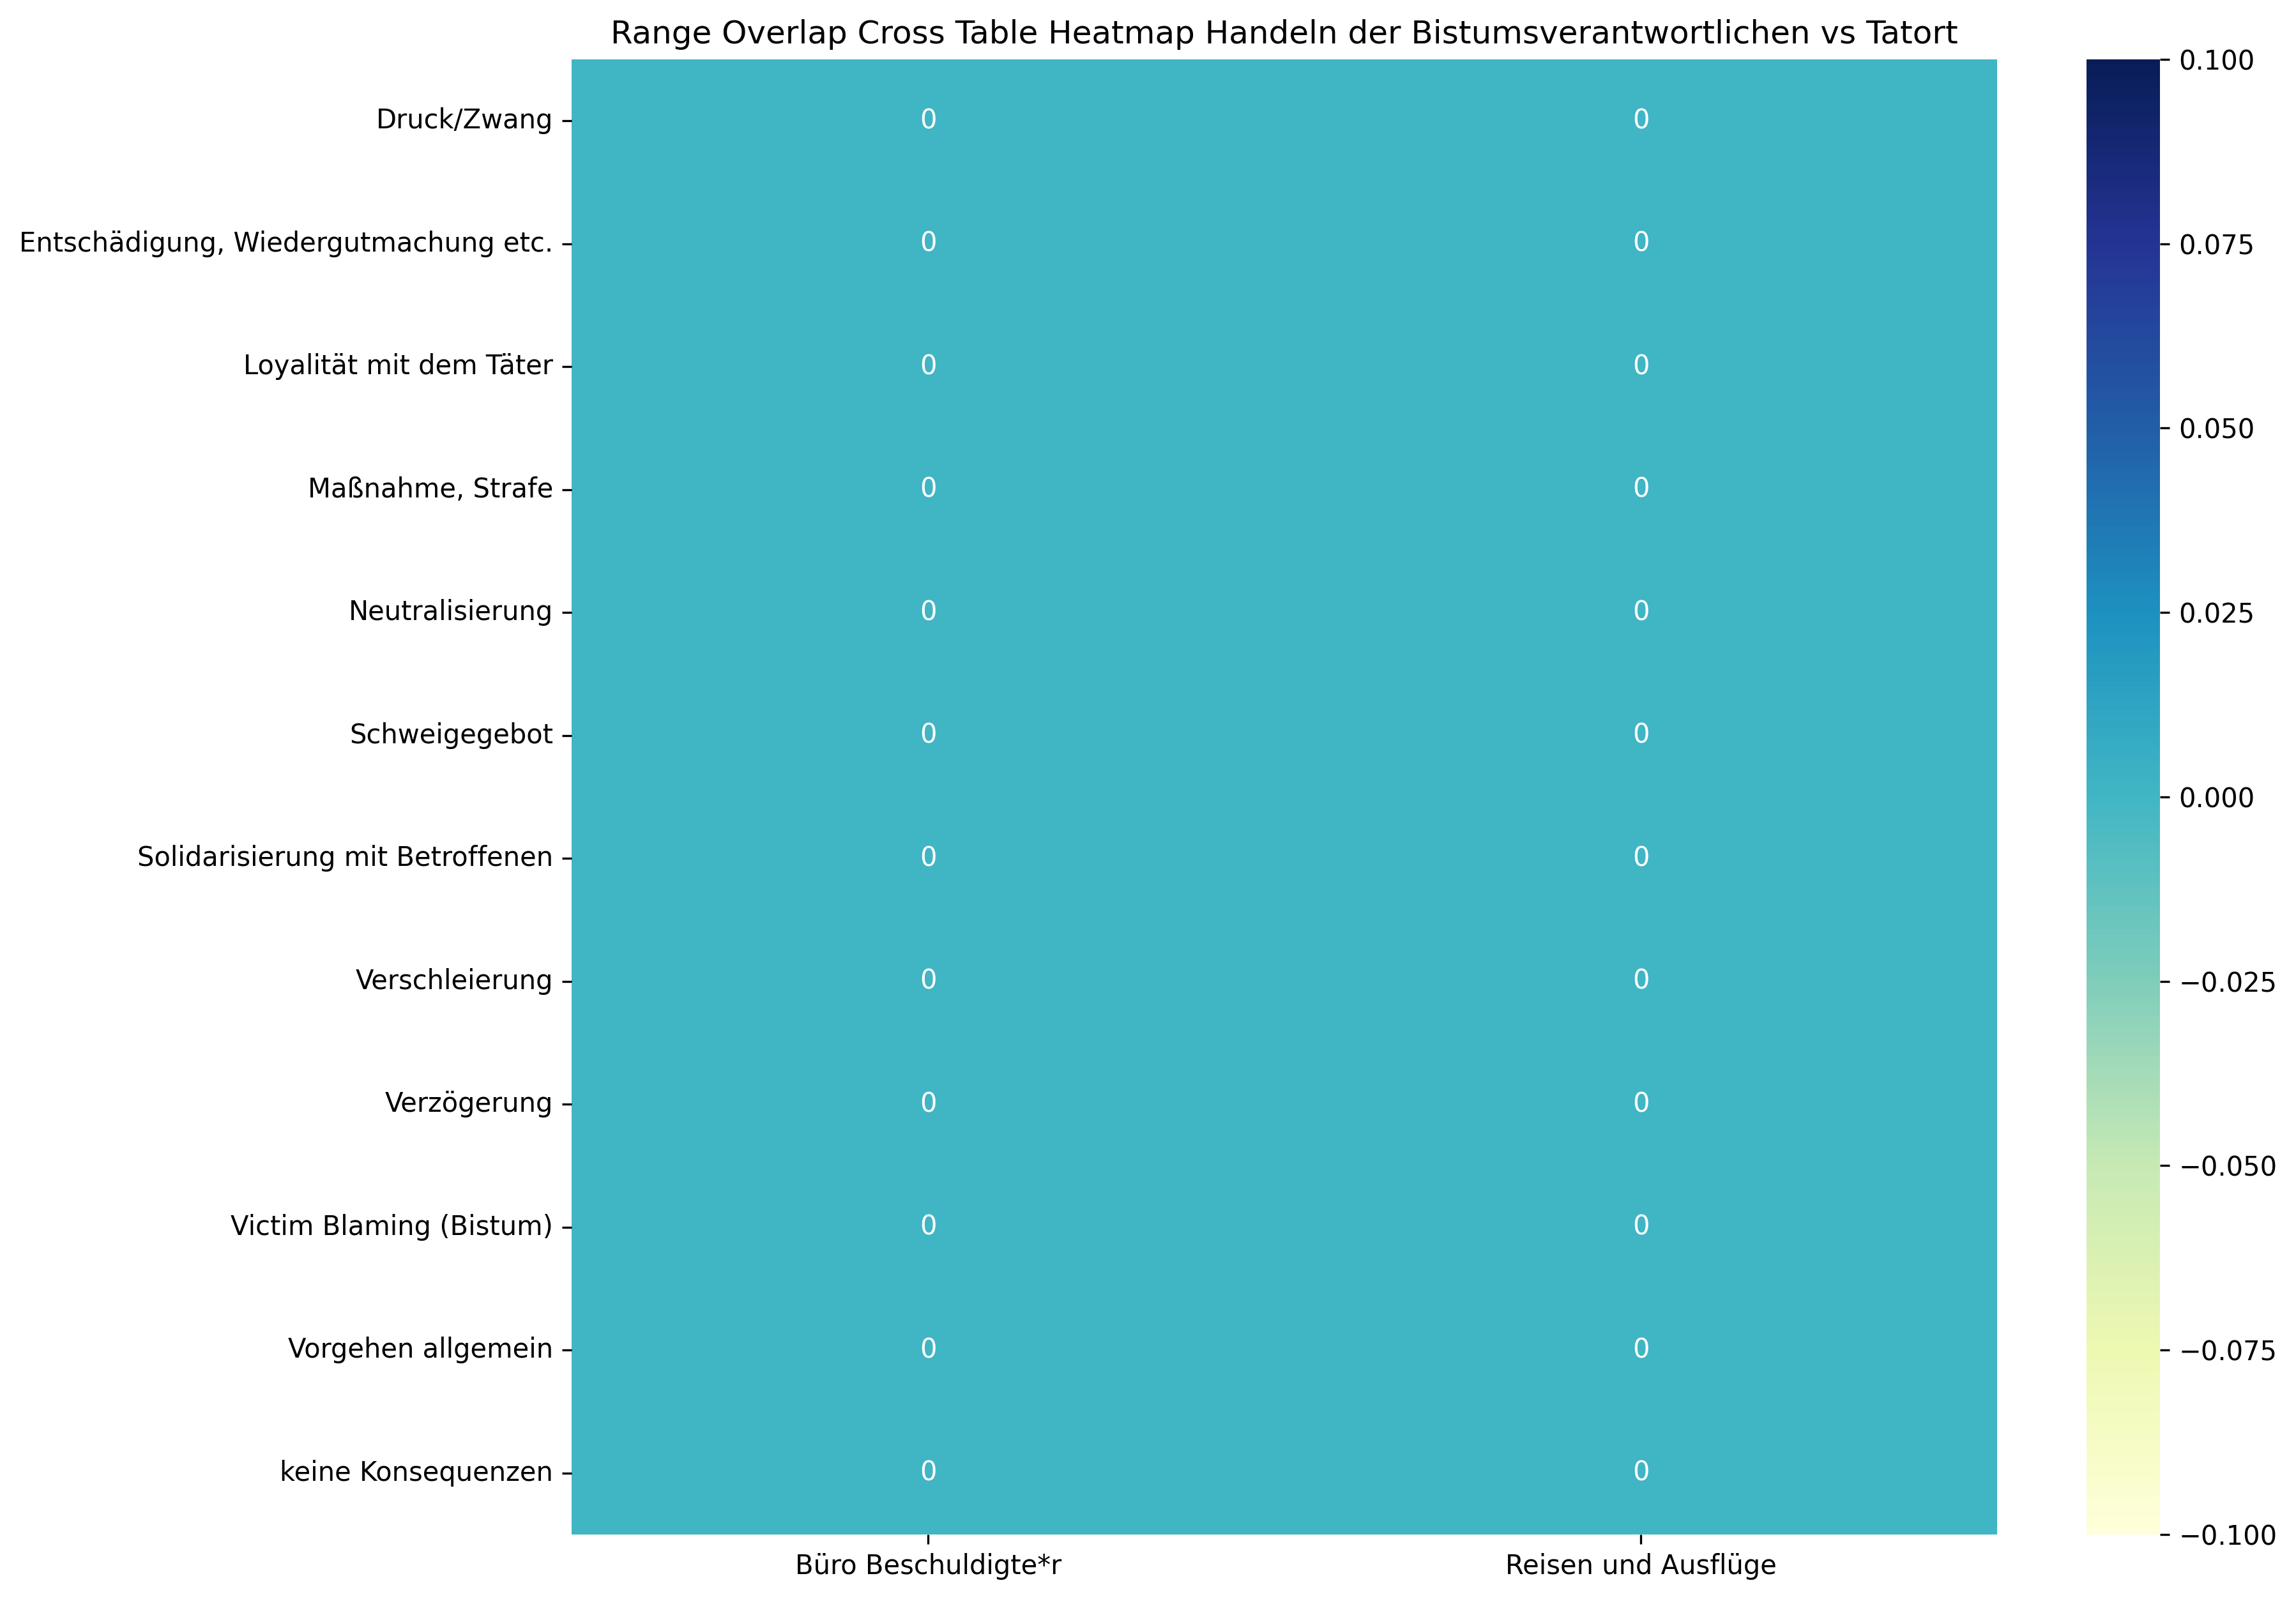 Range Overlap Cross Table Heatmap Handeln der Bistumsverantwortlichen vs Tatort
Druck/Zwang 0 0
Entschädigung, Wiedergutmachung etc. 0 0
Loyalität mit dem Täter 0 0
Maßnahme, Strafe 0 0
Neutralisierung 0 0
Schweigegebot 0 0
Solidarisierung mit Betroffenen 0 0
Verschleierung 0 0
Verzögerung 0 0
Victim Blaming (Bistum) 0 0
Vorgehen allgemein 0 0
keine Konsequenzen 0 0
Büro Beschuldigte*r Reisen und Ausflüge
0.100
0.075
0.050
0.025
0.000
−0.025
−0.050
−0.075
−0.100